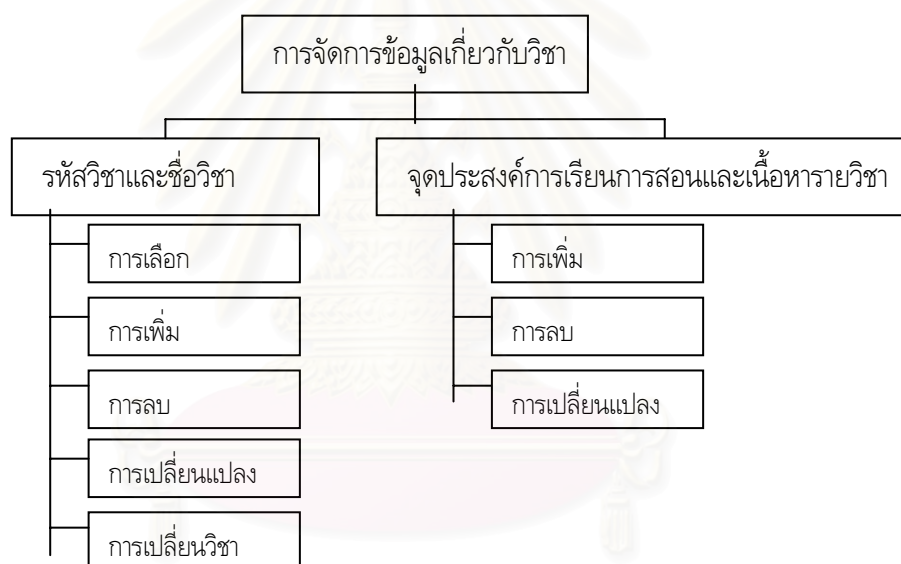 การจัดการข้อมูลเกี่ยวกับวิชา
รหัสวิชาและชื่อวิชา
การเลือก
การเพิ่ม
การลบ
การเปลี่ยนแปลง
การเปลี่ยนวิชา
จุดประสงค์การเรียนการสอนและเนื้อหารายวิชา
การเพิ่ม
การลบ
การเปลี่ยนแปลง